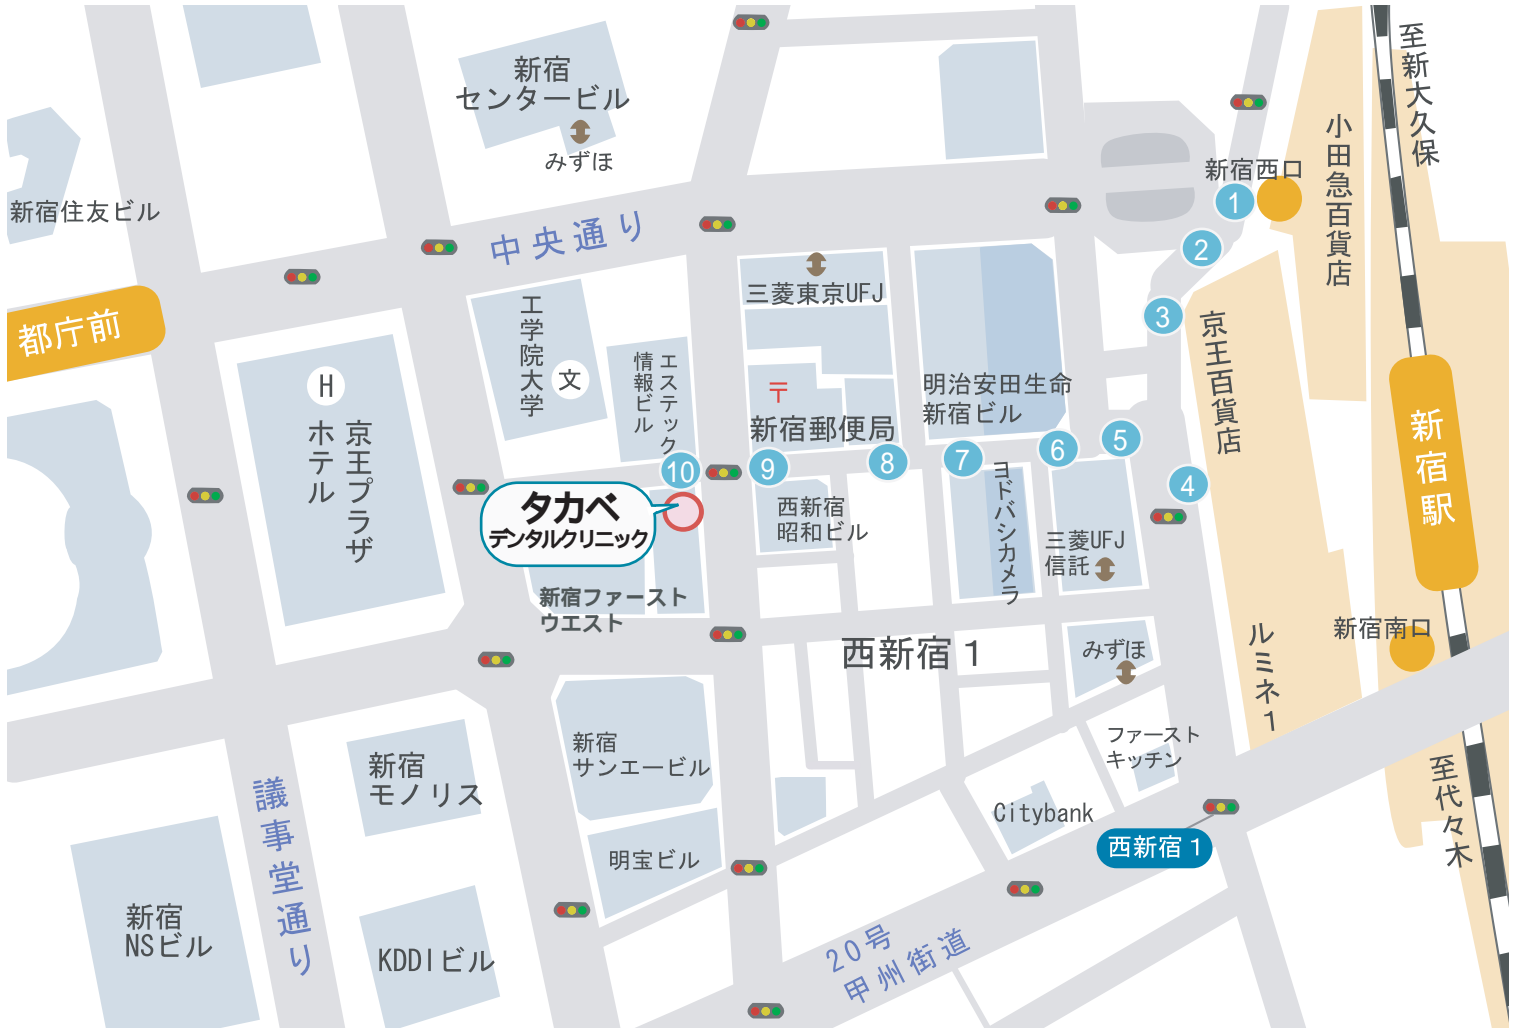 至新大久保
新宿
センタービル
みずほ
小田急百貨店
新宿西口
1
新宿住友ビル
中央通り
2
三菱東京UFJ
工学院大学
文
都庁前
3
京王百貨店
エステック
情報ビル
H
京王プラザ
ホテル
〒
新宿郵便局
明治安田生命
新宿ビル
新宿駅
5
6
7
8
9
10
4
タカベ
デンタルクリニック
西新宿
昭和ビル
ヨドバシカメラ
三菱UFJ
信託
新宿ファースト
ウエスト
西新宿1
みずほ
新宿南口
ルミネ1
新宿
サンエービル
ファースト
キッチン
新宿
モノリス
議事堂通り
至代々木
Citybank
西新宿1
明宝ビル
新宿
NSビル
KDDIビル
20号
甲州街道